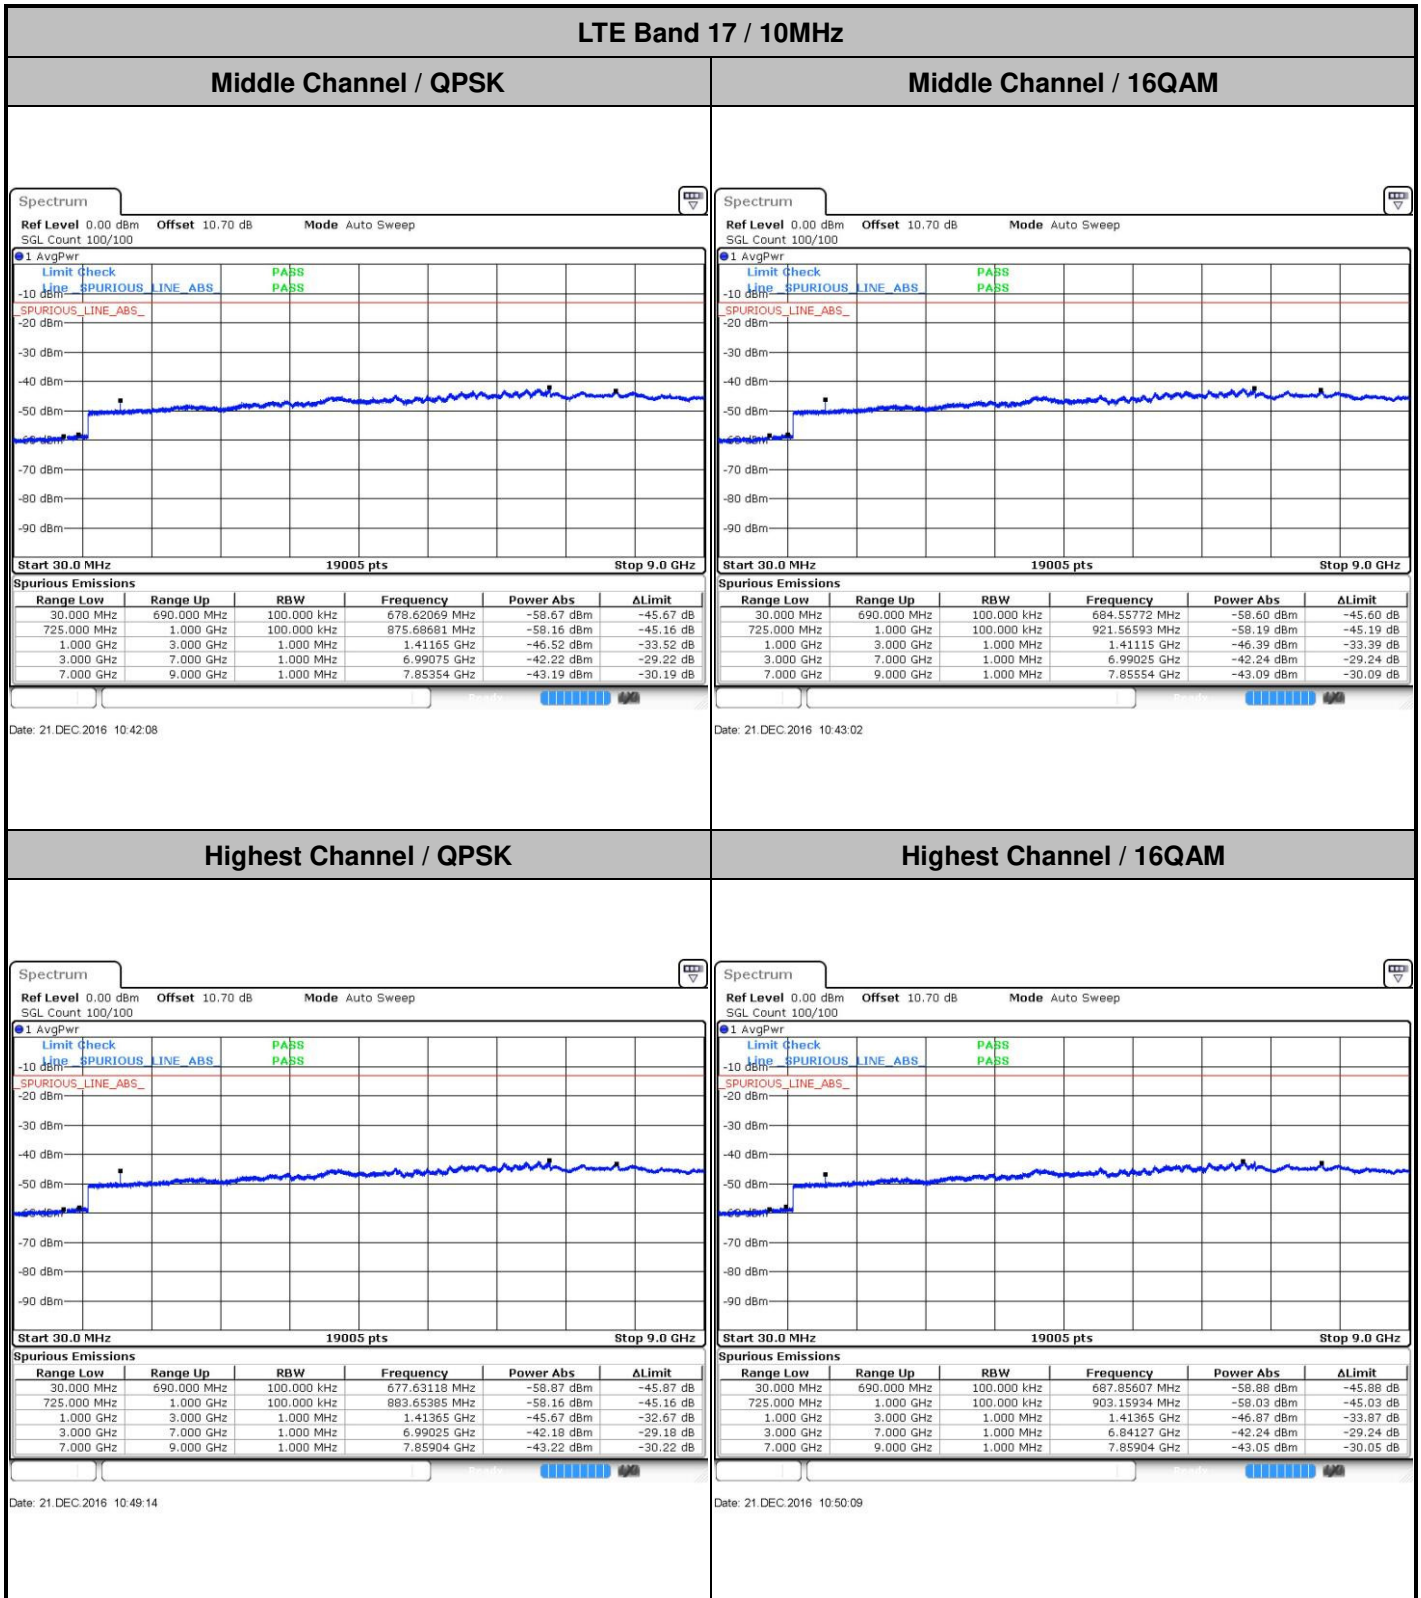 LTE Band 17 / 10MHz
Middle Channel / QPSK
Middle Channel / 16QAM
Spectrum
Ref Level 0.00 dBm Offset 10.70 dB Mode Auto Sweep
SGL Count 100/100
1 AvgPwr
Limit Check PASS
Line _SPURIOUS_LINE_ABS_ PASS
-10 dBm
_SPURIOUS_LINE_ABS_
-20 dBm
-30 dBm
-40 dBm
-50 dBm
-60 dBm
-70 dBm
-80 dBm
-90 dBm
Start 30.0 MHz 19005 pts Stop 9.0 GHz
Spurious Emissions
Range Low Range Up RBW Frequency Power Abs ΔLimit
30.000 MHz 690.000 MHz 100.000 kHz 678.62069 MHz -58.67 dBm -45.67 dB
725.000 MHz 1.000 GHz 100.000 kHz 875.68681 MHz -58.16 dBm -45.16 dB
1.000 GHz 3.000 GHz 1.000 MHz 1.41165 GHz -46.52 dBm -33.52 dB
3.000 GHz 7.000 GHz 1.000 MHz 6.99075 GHz -42.22 dBm -29.22 dB
7.000 GHz 9.000 GHz 1.000 MHz 7.85354 GHz -43.19 dBm -30.19 dB
Date: 21.DEC.2016 10:42:08
Spectrum
Ref Level 0.00 dBm Offset 10.70 dB Mode Auto Sweep
SGL Count 100/100
1 AvgPwr
Limit Check PASS
Line _SPURIOUS_LINE_ABS_ PASS
-10 dBm
_SPURIOUS_LINE_ABS_
-20 dBm
-30 dBm
-40 dBm
-50 dBm
-60 dBm
-70 dBm
-80 dBm
-90 dBm
Start 30.0 MHz 19005 pts Stop 9.0 GHz
Spurious Emissions
Range Low Range Up RBW Frequency Power Abs ΔLimit
30.000 MHz 690.000 MHz 100.000 kHz 684.55772 MHz -58.60 dBm -45.60 dB
725.000 MHz 1.000 GHz 100.000 kHz 921.56593 MHz -58.19 dBm -45.19 dB
1.000 GHz 3.000 GHz 1.000 MHz 1.41115 GHz -46.39 dBm -33.39 dB
3.000 GHz 7.000 GHz 1.000 MHz 6.99025 GHz -42.24 dBm -29.24 dB
7.000 GHz 9.000 GHz 1.000 MHz 7.85554 GHz -43.09 dBm -30.09 dB
Date: 21.DEC.2016 10:43:02
Highest Channel / QPSK
Highest Channel / 16QAM
Spectrum
Ref Level 0.00 dBm Offset 10.70 dB Mode Auto Sweep
SGL Count 100/100
1 AvgPwr
Limit Check PASS
Line _SPURIOUS_LINE_ABS_ PASS
-10 dBm
_SPURIOUS_LINE_ABS_
-20 dBm
-30 dBm
-40 dBm
-50 dBm
-60 dBm
-70 dBm
-80 dBm
-90 dBm
Start 30.0 MHz 19005 pts Stop 9.0 GHz
Spurious Emissions
Range Low Range Up RBW Frequency Power Abs ΔLimit
30.000 MHz 690.000 MHz 100.000 kHz 677.63118 MHz -58.87 dBm -45.87 dB
725.000 MHz 1.000 GHz 100.000 kHz 883.65385 MHz -58.16 dBm -45.16 dB
1.000 GHz 3.000 GHz 1.000 MHz 1.41365 GHz -45.67 dBm -32.67 dB
3.000 GHz 7.000 GHz 1.000 MHz 6.99025 GHz -42.18 dBm -29.18 dB
7.000 GHz 9.000 GHz 1.000 MHz 7.85904 GHz -43.22 dBm -30.22 dB
Date: 21.DEC.2016 10:49:14
Spectrum
Ref Level 0.00 dBm Offset 10.70 dB Mode Auto Sweep
SGL Count 100/100
1 AvgPwr
Limit Check PASS
Line _SPURIOUS_LINE_ABS_ PASS
-10 dBm
_SPURIOUS_LINE_ABS_
-20 dBm
-30 dBm
-40 dBm
-50 dBm
-60 dBm
-70 dBm
-80 dBm
-90 dBm
Start 30.0 MHz 19005 pts Stop 9.0 GHz
Spurious Emissions
Range Low Range Up RBW Frequency Power Abs ΔLimit
30.000 MHz 690.000 MHz 100.000 kHz 687.85607 MHz -58.88 dBm -45.88 dB
725.000 MHz 1.000 GHz 100.000 kHz 903.15934 MHz -58.03 dBm -45.03 dB
1.000 GHz 3.000 GHz 1.000 MHz 1.41365 GHz -46.87 dBm -33.87 dB
3.000 GHz 7.000 GHz 1.000 MHz 6.84127 GHz -42.24 dBm -29.24 dB
7.000 GHz 9.000 GHz 1.000 MHz 7.85904 GHz -43.05 dBm -30.05 dB
Date: 21.DEC.2016 10:50:09